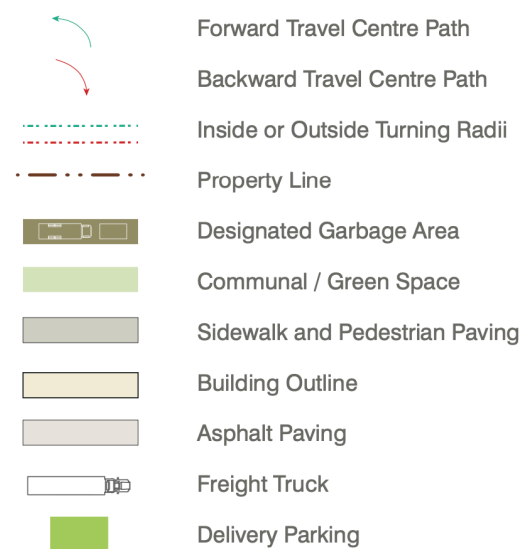 Forward Travel Centre Path
Backward Travel Centre Path
Inside or Outside Turning Radii
Property Line
Designated Garbage Area
Communal / Green Space
Sidewalk and Pedestrian Paving
Building Outline
Asphalt Paving
Freight Truck
Delivery Parking